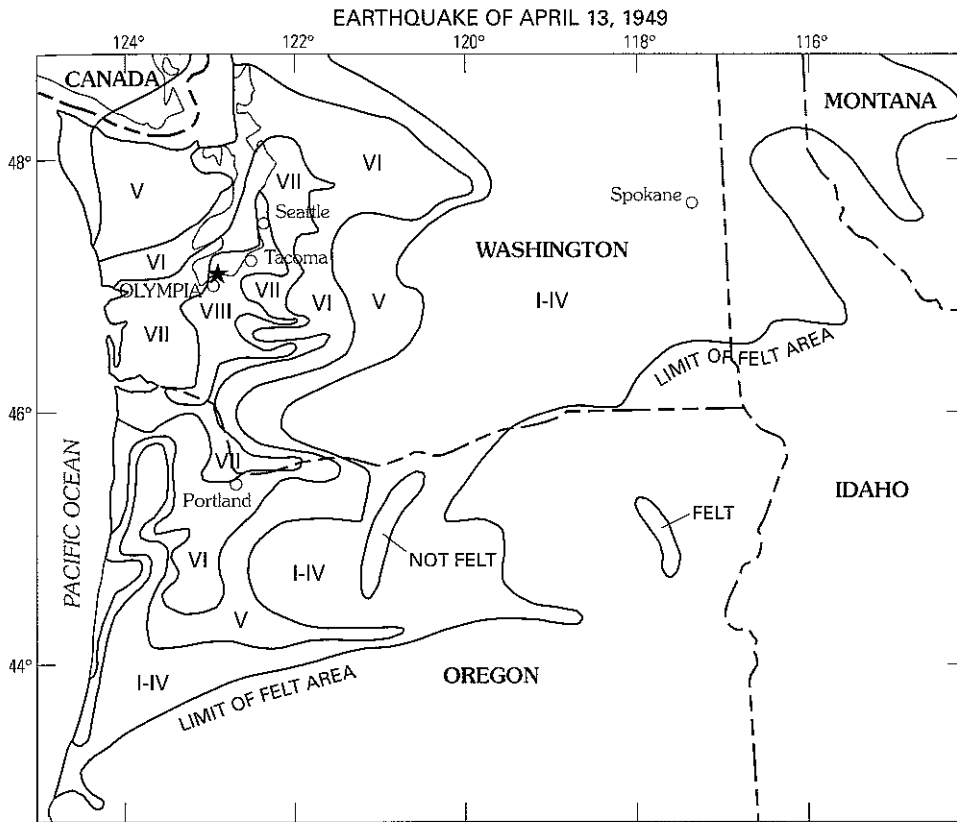 EARTHQUAKE OF APRIL 13, 1949
124° 122° 120° 118° 116°
CANADA
MONTANA
48°
VI
VII
V
Spokane
Seattle
WASHINGTON
VI
Tacoma
OLYMPIA
VII
VIII
VI
V
I-IV
VII
LIMIT OF FELT AREA
46°
VII
Portland
IDAHO
PACIFIC OCEAN
FELT
NOT FELT
VI
I-IV
V
44°
I-IV
OREGON
LIMIT OF FELT AREA